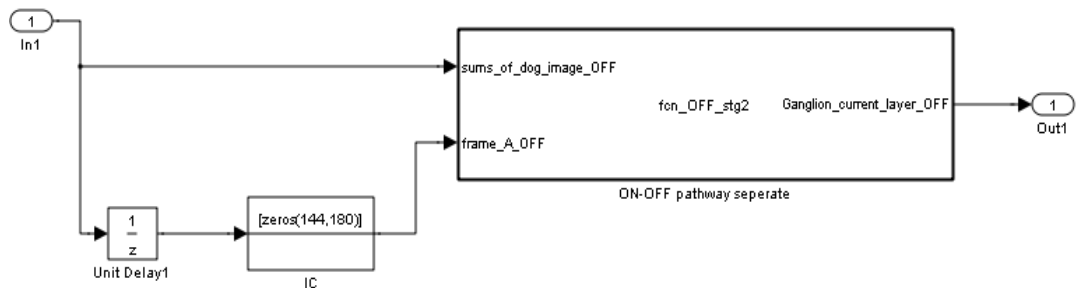 1
In1
sums_of_dog_image_OFF
fcn_OFF_stg2
Ganglion_current_layer_OFF
1
Out1
frame_A_OFF
ON-OFF pathway seperate
1
z
Unit Delay1
[zeros(144,180)]
IC